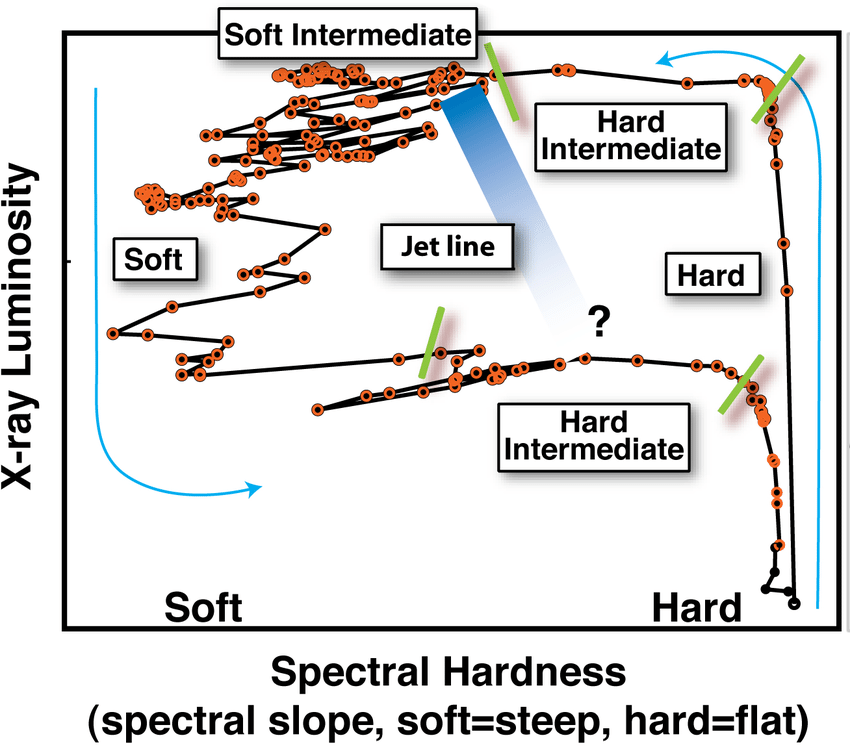 Soft Intermediate
Hard
Intermediate
Jet line
Soft
Hard
?
Hard
Intermediate
Soft
Hard
X-ray Luminosity
Spectral Hardness
(spectral slope, soft=steep, hard=flat)